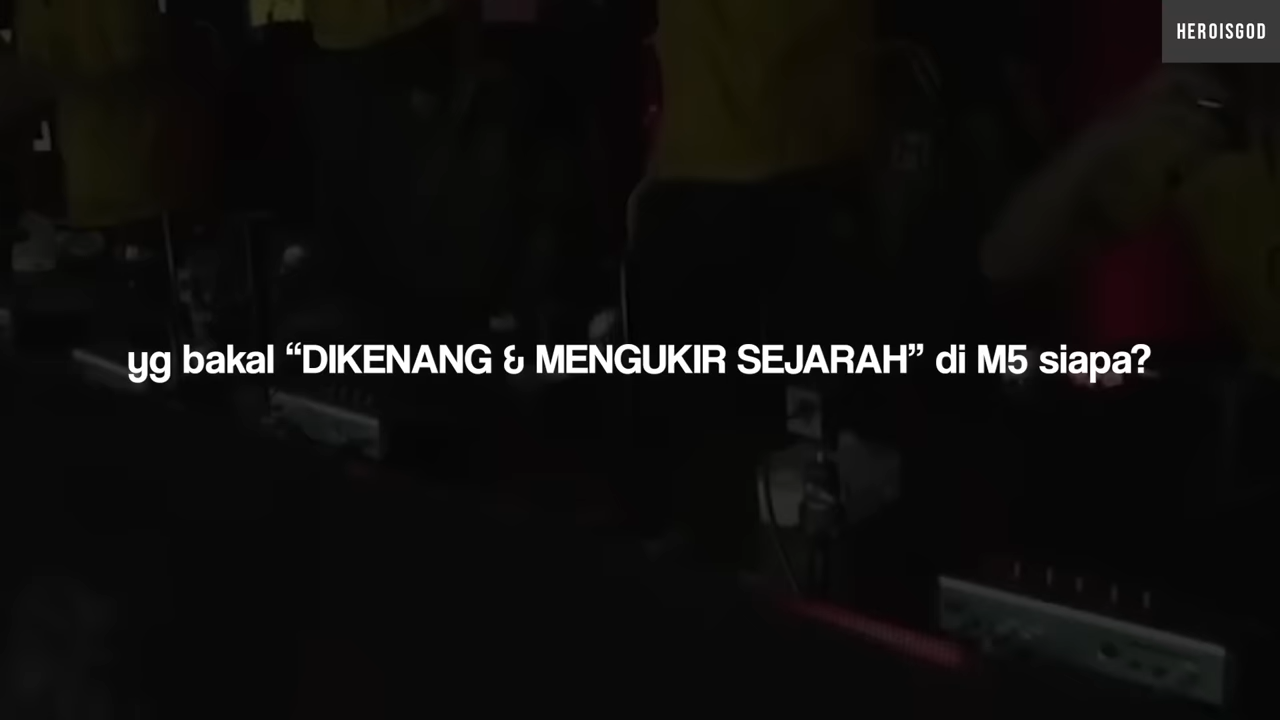 HEROISGOD
yg bakal “DIKENANG & MENGUKIR SEJARAH” di M5 siapa?